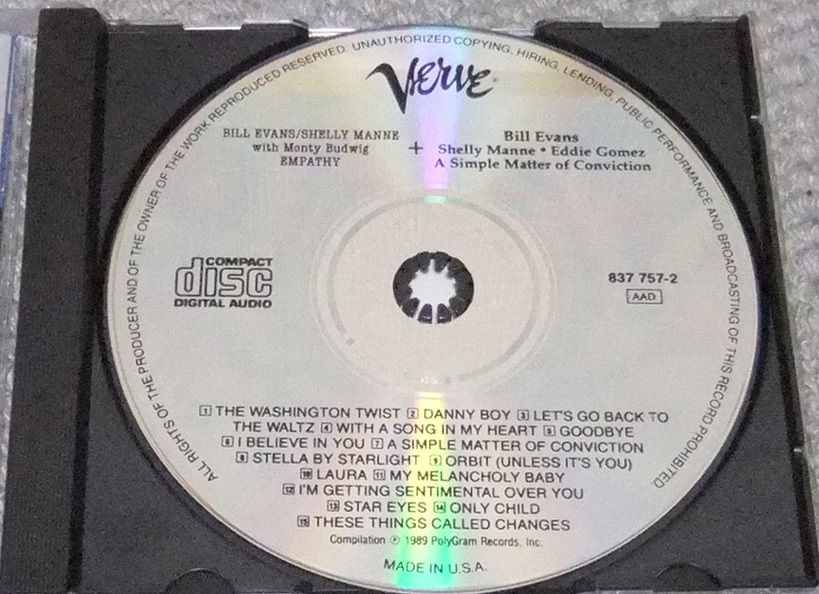 ALL RIGHTS OF THE PRODUCER AND OF THE OWNER OF THE WORK REPRODUCED RESERVED. UNAUTHORIZED COPYING, HIRING, LENDING, PUBLIC PERFORMANCE AND BROADCASTING OF THIS RECORD PROHIBITED
Verve
BILL EVANS/SHELLY MANNE
with Monty Budwig
EMPATHY
+
Bill Evans
Shelly Manne • Eddie Gomez
A Simple Matter of Conviction
COMPACT
disc
DIGITAL AUDIO
837 757-2
AAD
1 THE WASHINGTON TWIST 2 DANNY BOY 3 LET'S GO BACK TO
THE WALTZ 4 WITH A SONG IN MY HEART 5 GOODBYE
6 I BELIEVE IN YOU 7 A SIMPLE MATTER OF CONVICTION
8 STELLA BY STARLIGHT 9 ORBIT (UNLESS IT'S YOU)
10 LAURA 11 MY MELANCHOLY BABY
12 I'M GETTING SENTIMENTAL OVER YOU
13 STAR EYES 14 ONLY CHILD
15 THESE THINGS CALLED CHANGES
Compilation ℗ 1989 PolyGram Records, Inc.
MADE IN U.S.A.